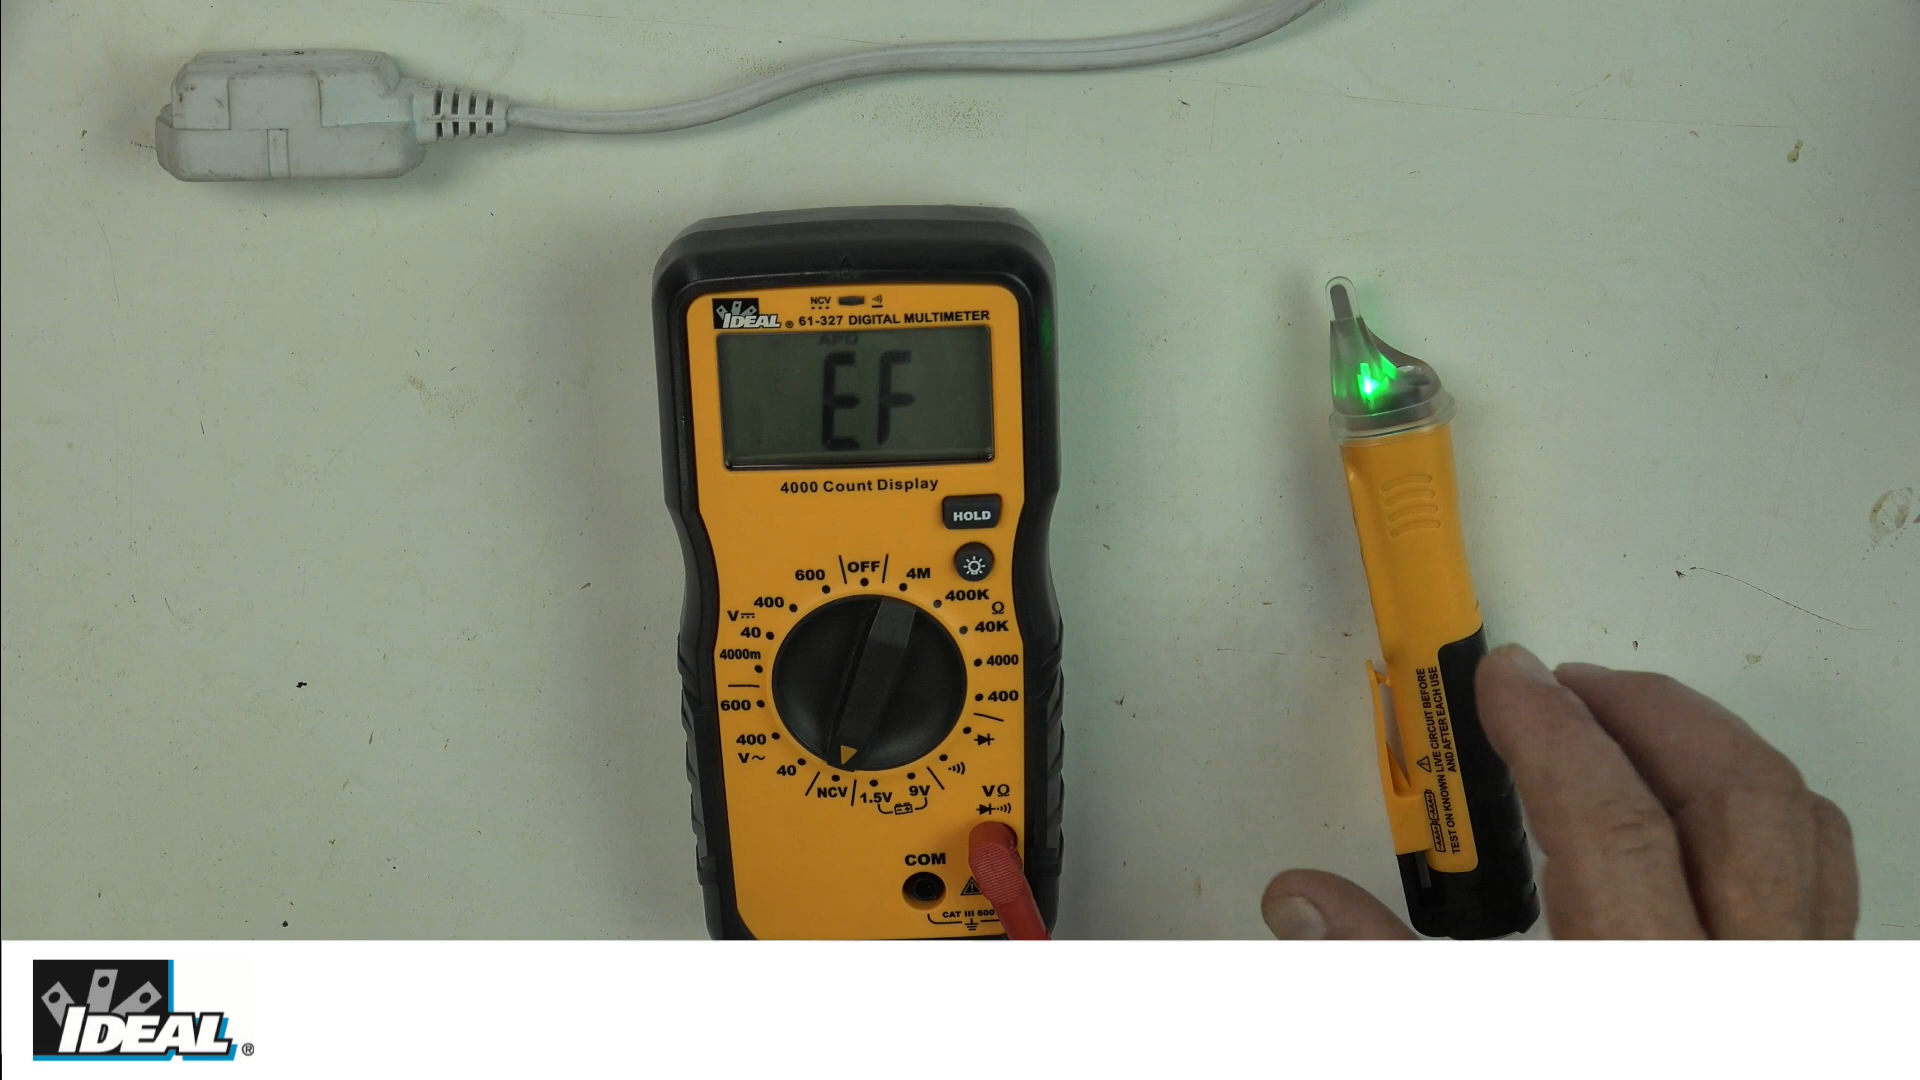 NCV
IDEAL® 61-327 DIGITAL MULTIMETER
APO
EF
4000 Count Display
HOLD
OFF
600
4M
400
400K
V
Ω
40
40K
4000m
4000
600
400
400
V~
40
NCV
1.5V
9V
VΩ
COM
CAT III 600
TEST ON KNOWN LIVE CIRCUIT BEFORE
AND AFTER EACH USE
IDEAL®